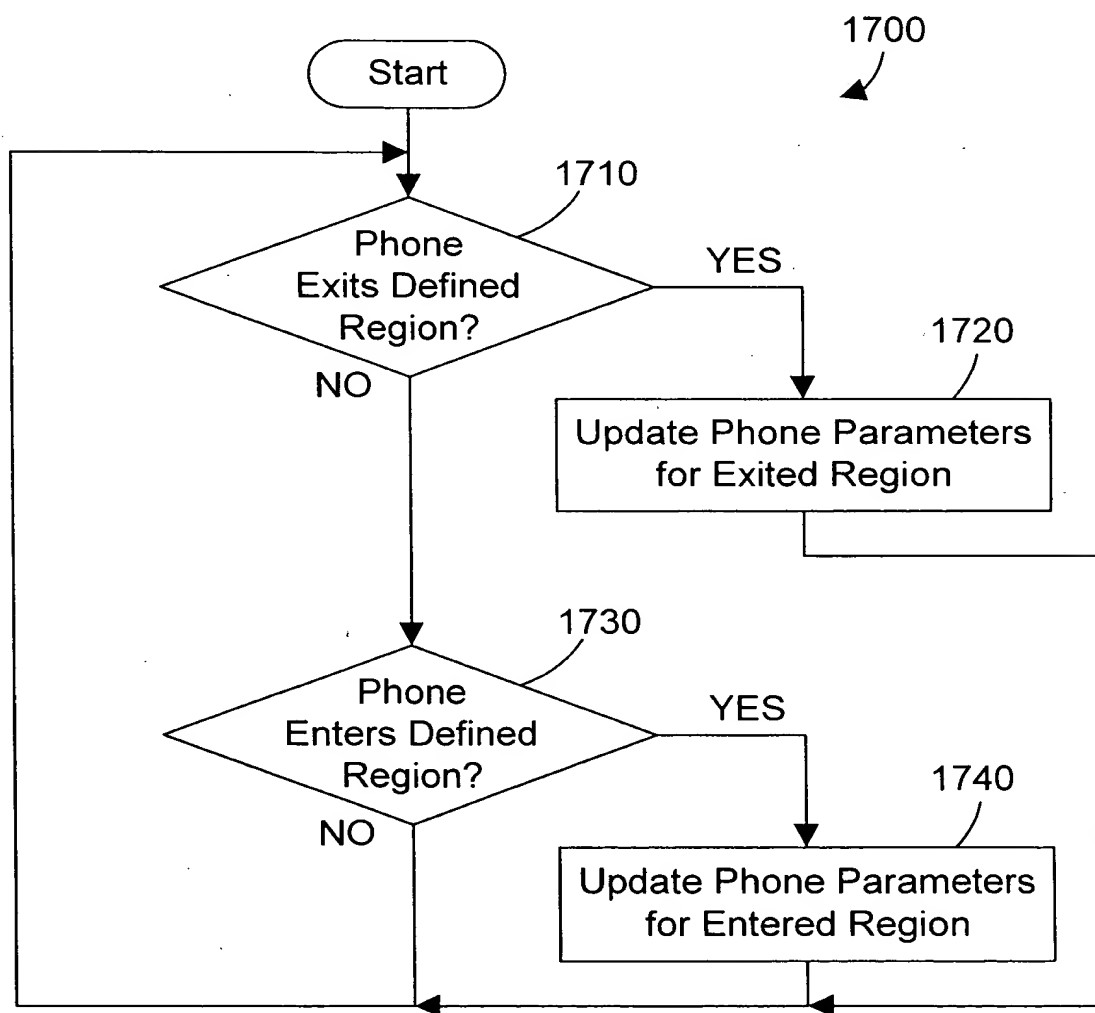 1700
Start
1710
Phone
Exits Defined
Region?
YES
NO
1720
Update Phone Parameters
for Exited Region
1730
Phone
Enters Defined
Region?
YES
NO
1740
Update Phone Parameters
for Entered Region